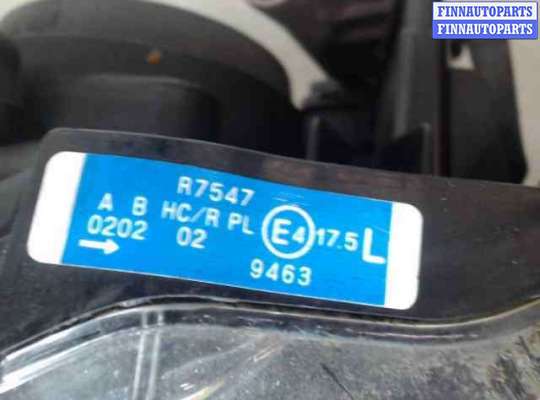 FINNAUTOPARTS
FINNAUTOPARTS
R7547
A B HC/R PL E4 17.5 L
0202 02
→ 9463